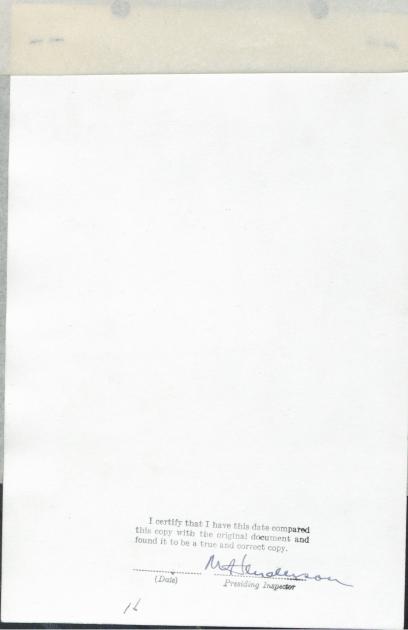 I certify that I have this date compared
this copy with the original document and
found it to be a true and correct copy.
M A Henderson
(Date) Presiding Inspector